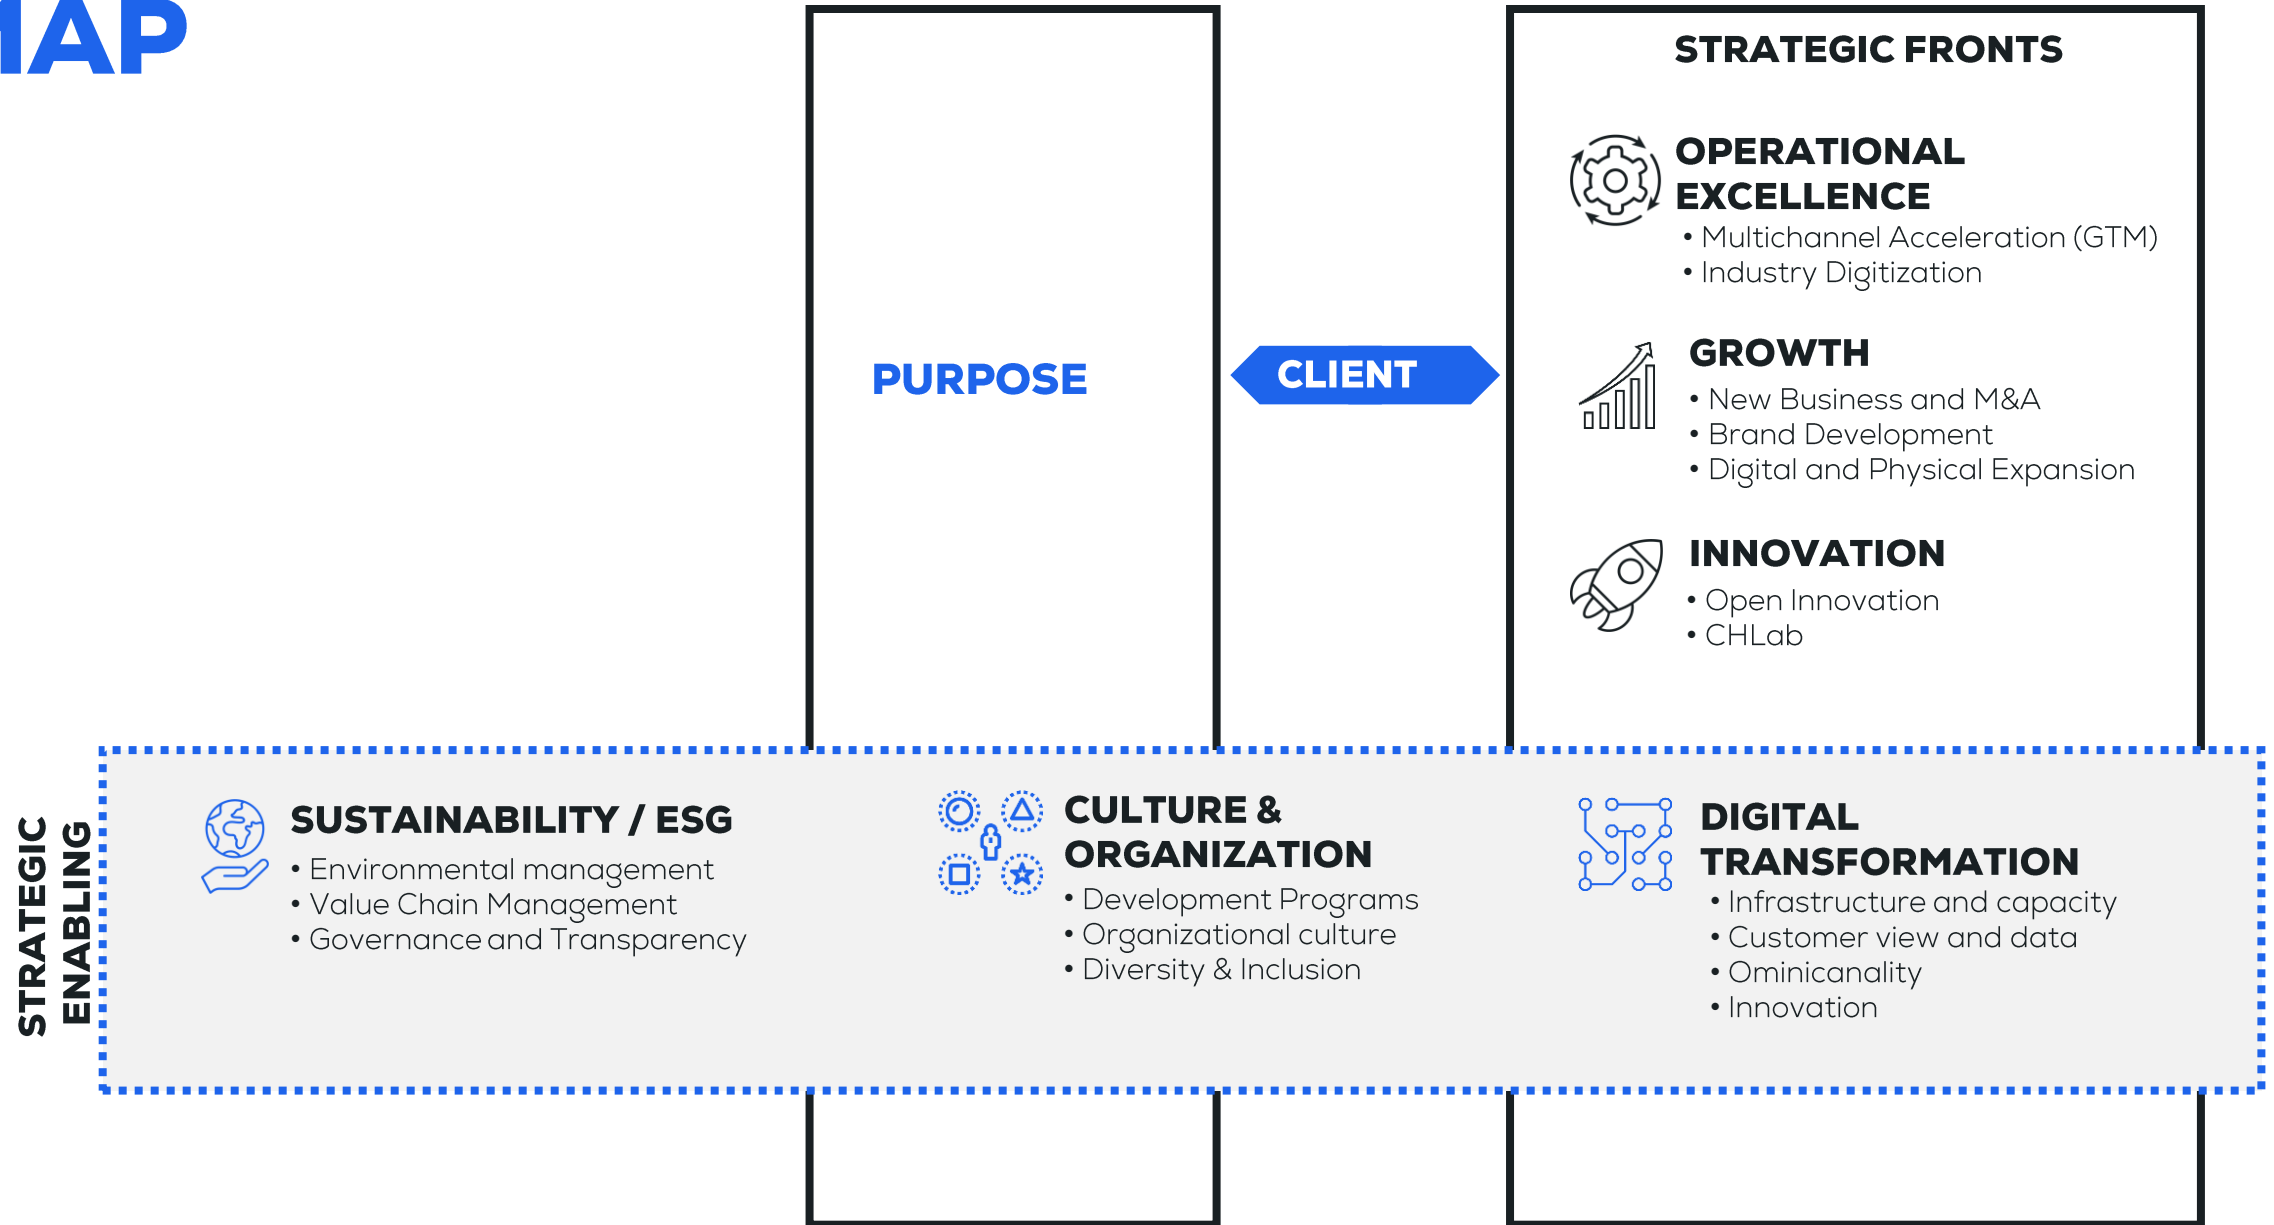 MAP
STRATEGIC FRONTS
OPERATIONAL
EXCELLENCE
• Multichannel Acceleration (GTM)
• Industry Digitization
PURPOSE
CLIENT
GROWTH
• New Business and M&A
• Brand Development
• Digital and Physical Expansion
INNOVATION
• Open Innovation
• CHLab
STRATEGIC
ENABLING
SUSTAINABILITY / ESG
• Environmental management
• Value Chain Management
• Governance and Transparency
CULTURE &
ORGANIZATION
• Development Programs
• Organizational culture
• Diversity & Inclusion
DIGITAL
TRANSFORMATION
• Infrastructure and capacity
• Customer view and data
• Ominicanality
• Innovation